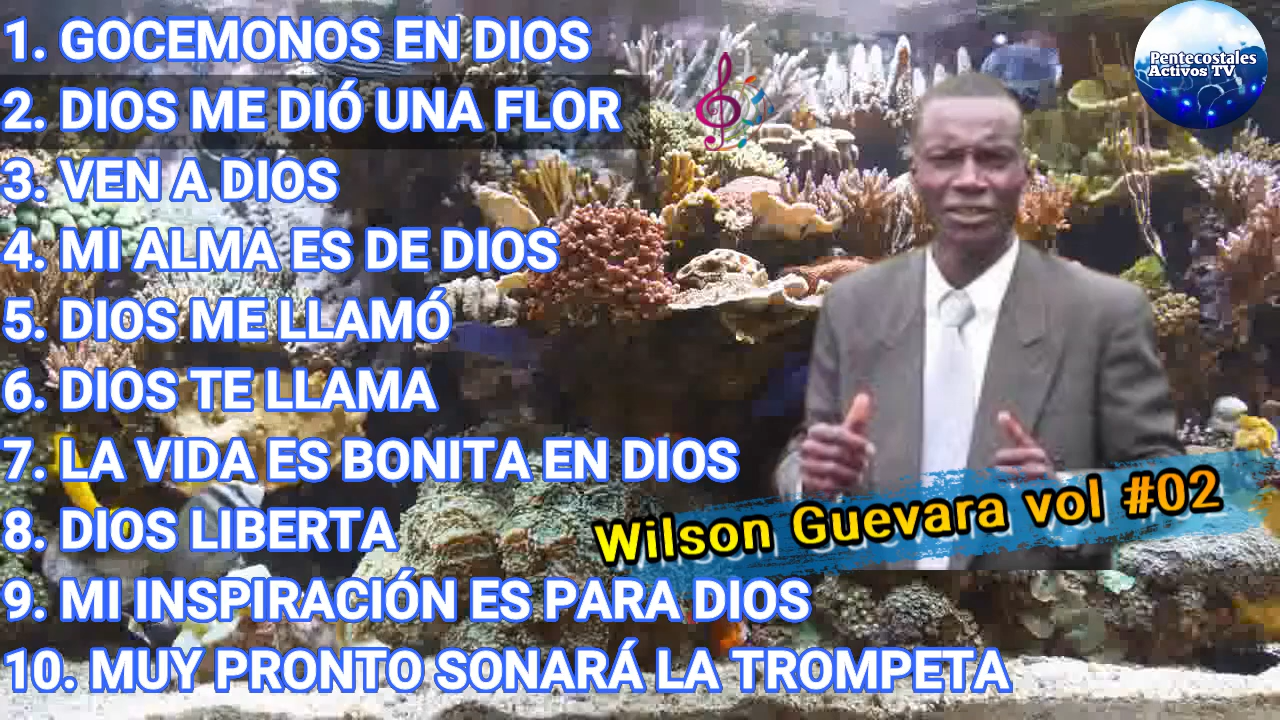 1. GOCEMONOS EN DIOS
2. DIOS ME DIÓ UNA FLOR
3. VEN A DIOS
4. MI ALMA ES DE DIOS
5. DIOS ME LLAMÓ
6. DIOS TE LLAMA
7. LA VIDA ES BONITA EN DIOS
8. DIOS LIBERTA
9. MI INSPIRACIÓN ES PARA DIOS
10. MUY PRONTO SONARÁ LA TROMPETA
Pentecostales
Activos TV
Wilson Guevara vol #02